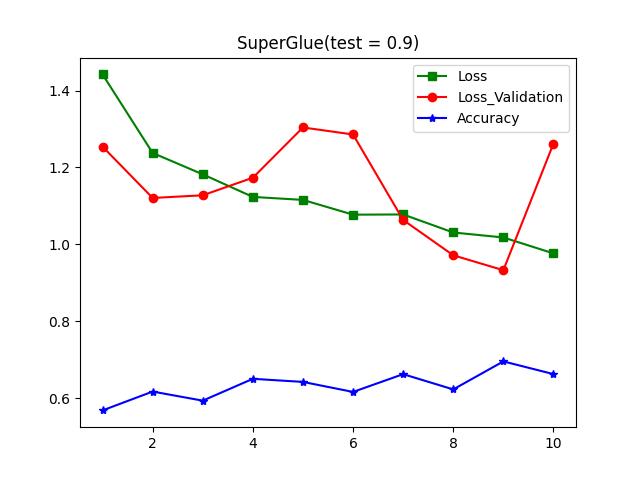 SuperGlue(test = 0.9)
Loss
Loss_Validation
Accuracy
1.4
1.2
1.0
0.8
0.6
2 4 6 8 10